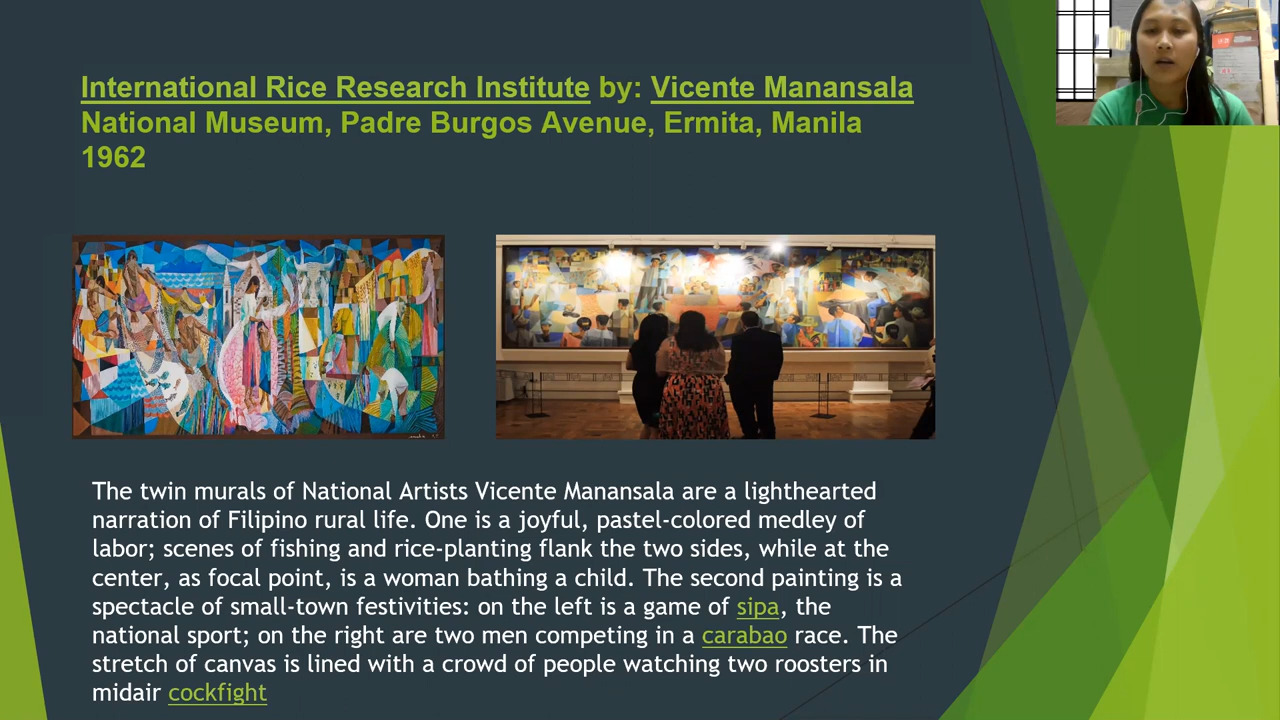 International Rice Research Institute by: Vicente Manansala
National Museum, Padre Burgos Avenue, Ermita, Manila
1962
The twin murals of National Artists Vicente Manansala are a lighthearted
narration of Filipino rural life. One is a joyful, pastel-colored medley of
labor; scenes of fishing and rice-planting flank the two sides, while at the
center, as focal point, is a woman bathing a child. The second painting is a
spectacle of small-town festivities: on the left is a game of sipa, the
national sport; on the right are two men competing in a carabao race. The
stretch of canvas is lined with a crowd of people watching two roosters in
midair cockfight